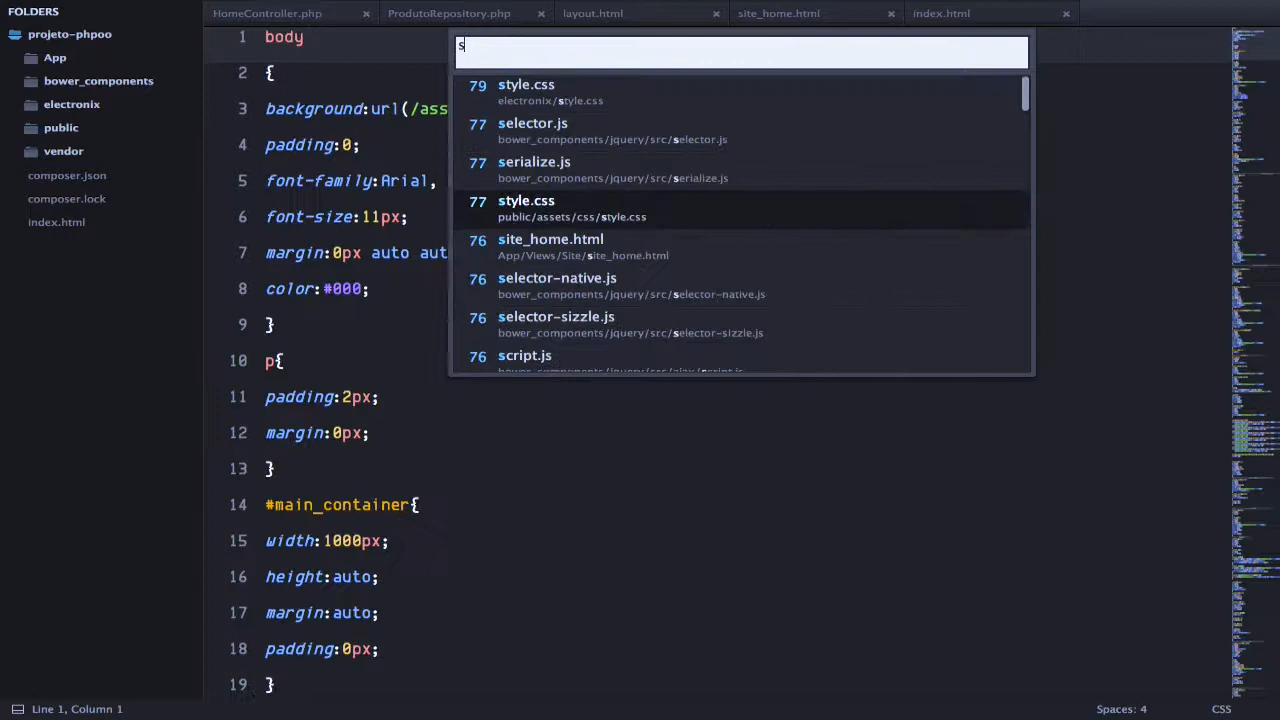 FOLDERS
projeto-phpoo
App
bower_components
electronix
public
vendor
composer.json
composer.lock
index.html
HomeController.php × ProdutoRepository.php × layout.html × site_home.html × index.html ×
s
79 style.css
electronix/style.css
77 selector.js
bower_components/jquery/src/selector.js
77 serialize.js
bower_components/jquery/src/serialize.js
77 style.css
public/assets/css/style.css
76 site_home.html
App/Views/Site/site_home.html
76 selector-native.js
bower_components/jquery/src/selector-native.js
76 selector-sizzle.js
bower_components/jquery/src/selector-sizzle.js
76 script.js
bower_components/jquery/src/ajax/script.js
1 body
2 {
3 background:url(/ass
4 padding:0;
5 font-family:Arial,
6 font-size:11px;
7 margin:0px auto aut
8 color:#000;
9 }
10 p{
11 padding:2px;
12 margin:0px;
13 }
14 #main_container{
15 width:1000px;
16 height:auto;
17 margin:auto;
18 padding:0px;
19 }
Line 1, Column 1
Spaces: 4
CSS